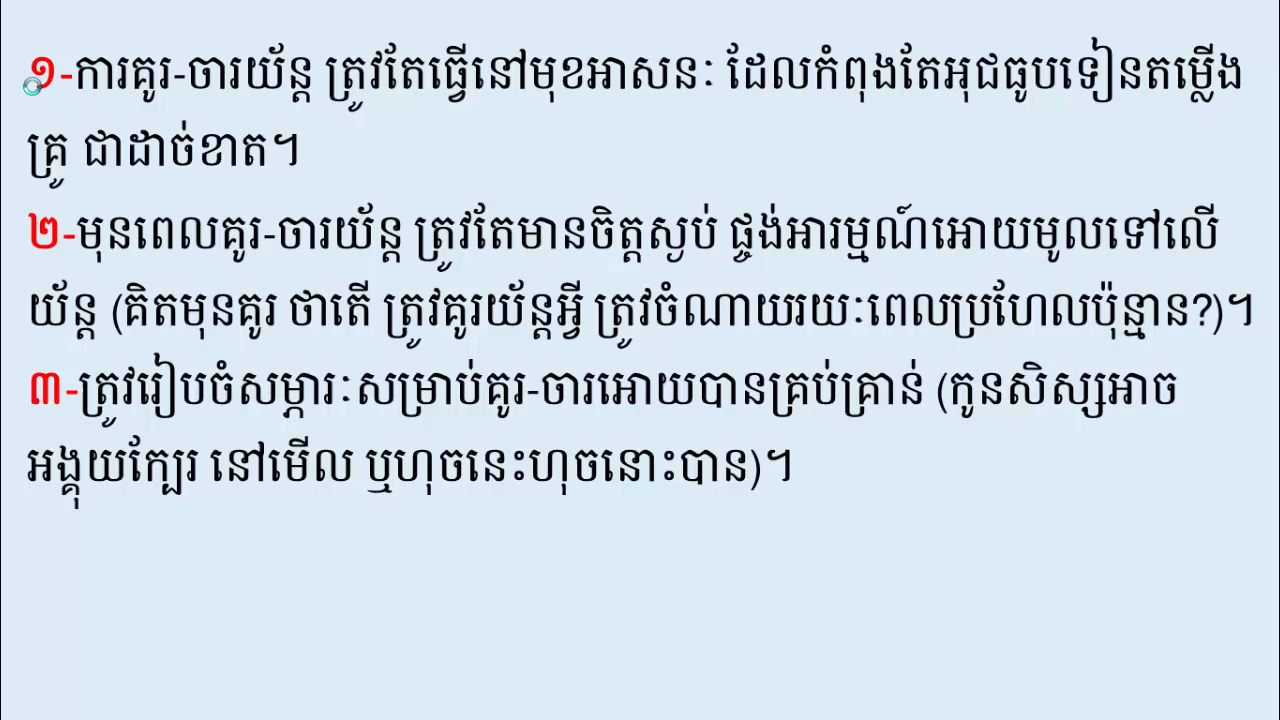 ១-ការគូរ-ចារយ័ន្ត ត្រូវតែធ្វើនៅមុខអាសនៈ ដែលកំពុងតែអុជធូបទៀនតម្លើង
គ្រូ ជាដាច់ខាត។
២-មុនពេលគូរ-ចារយ័ន្ត ត្រូវតែមានចិត្តស្ងប់ ផ្ចង់អារម្មណ៍អោយមូលទៅលើ
យ័ន្ត (គិតមុនគូរ ថាតើ ត្រូវគូរយ័ន្តអ្វី ត្រូវចំណាយរយៈពេលប្រហែលប៉ុន្មាន?)។
៣-ត្រូវរៀបចំសម្ភារៈសម្រាប់គូរ-ចារអោយបានគ្រប់គ្រាន់ (កូនសិស្សអាច
អង្គុយក្បែរ នៅមើល ឬហុចនេះហុចនោះបាន)។